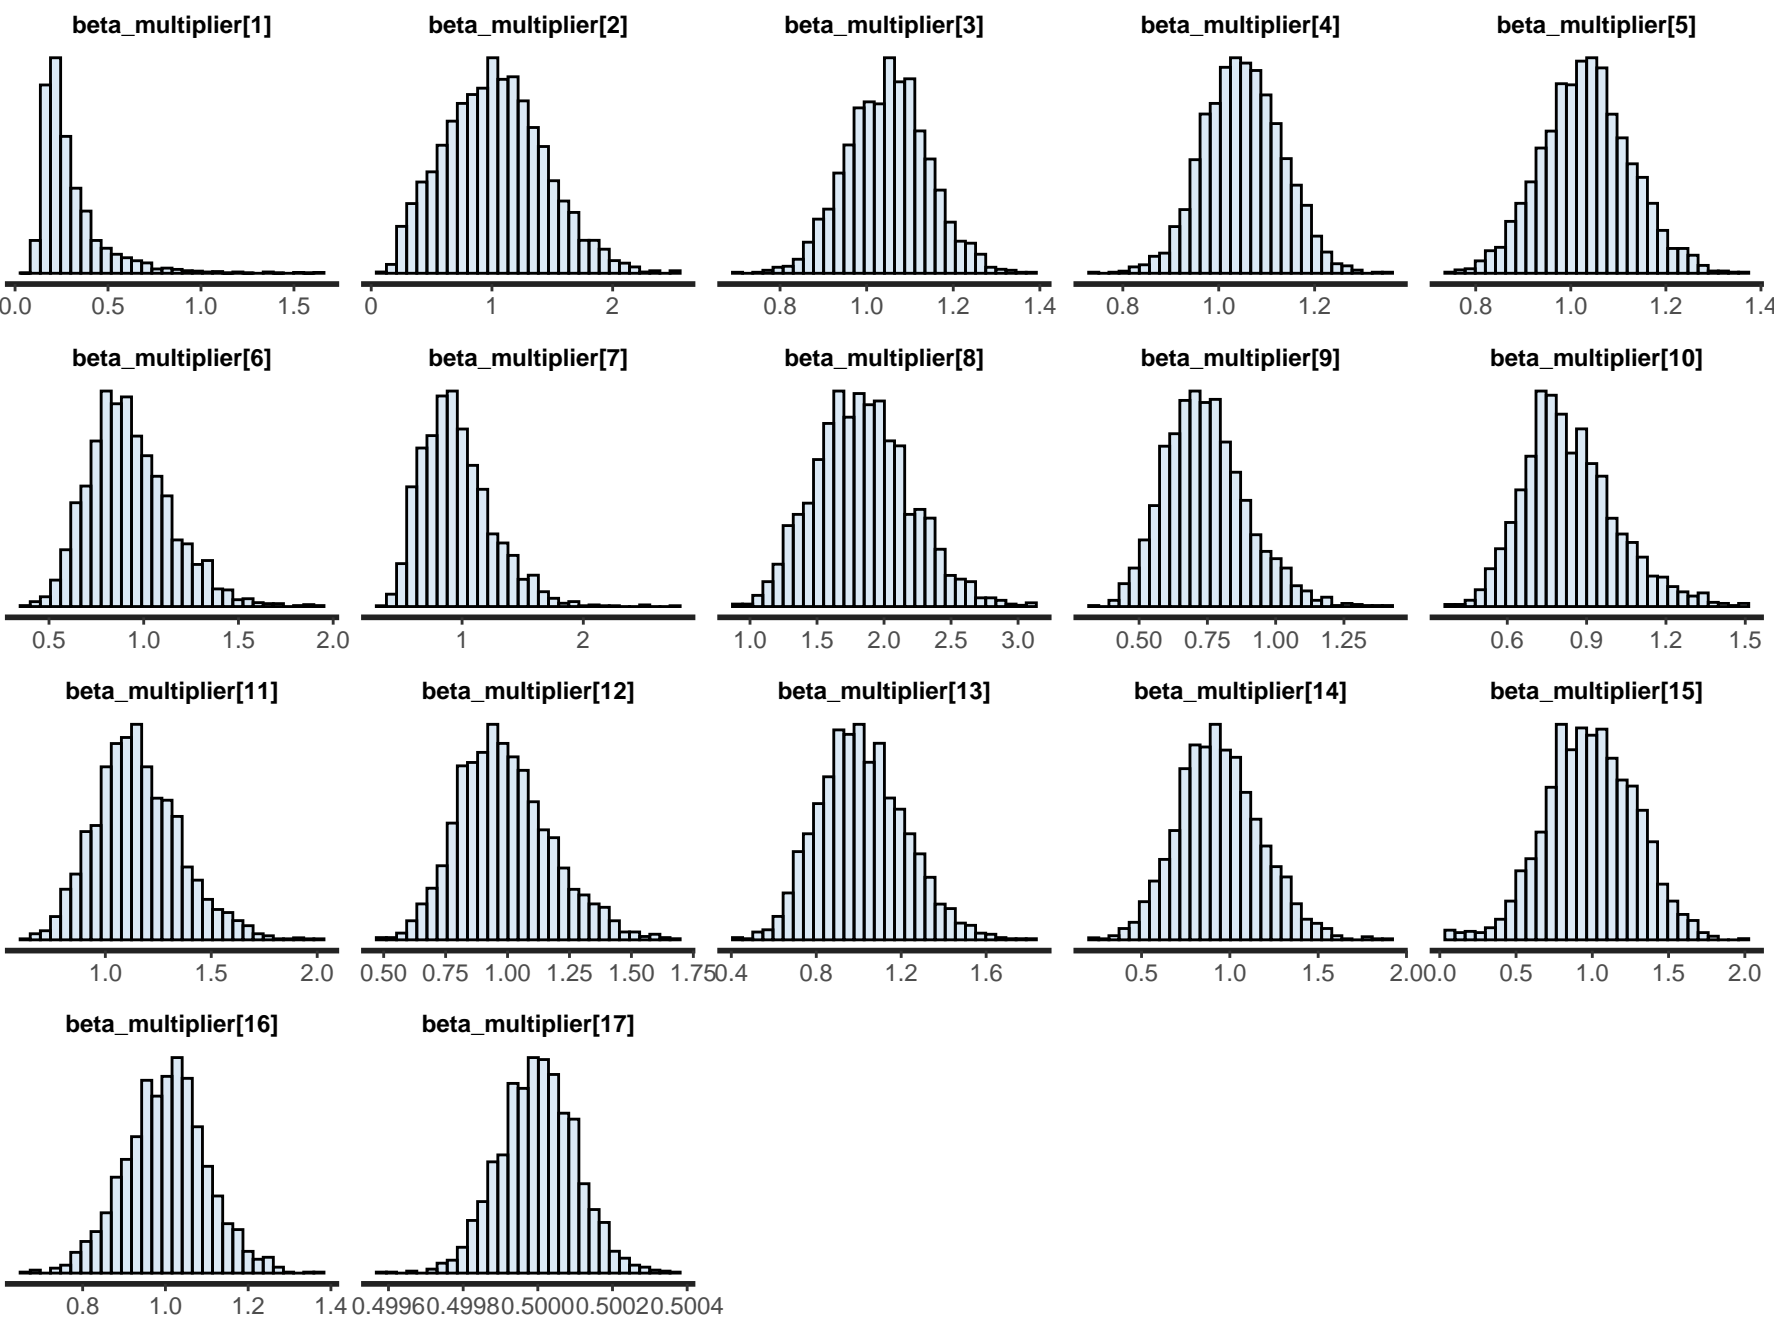 beta_multiplier[1] beta_multiplier[2] beta_multiplier[3] beta_multiplier[4] beta_multiplier[5]
0.0 0.5 1.0 1.5 0 1 2 0.8 1.0 1.2 1.4 0.8 1.0 1.2 0.8 1.0 1.2 1.4
beta_multiplier[6] beta_multiplier[7] beta_multiplier[8] beta_multiplier[9] beta_multiplier[10]
0.5 1.0 1.5 2.0 1 2 1.0 1.5 2.0 2.5 3.0 0.50 0.75 1.00 1.25 0.6 0.9 1.2 1.5
beta_multiplier[11] beta_multiplier[12] beta_multiplier[13] beta_multiplier[14] beta_multiplier[15]
1.0 1.5 2.0 0.50 0.75 1.00 1.25 1.50 1.75 0.4 0.8 1.2 1.6 0.5 1.0 1.5 2.0 0.0 0.5 1.0 1.5 2.0
beta_multiplier[16] beta_multiplier[17]
0.8 1.0 1.2 1.4 0.4996 0.4998 0.5000 0.5002 0.5004